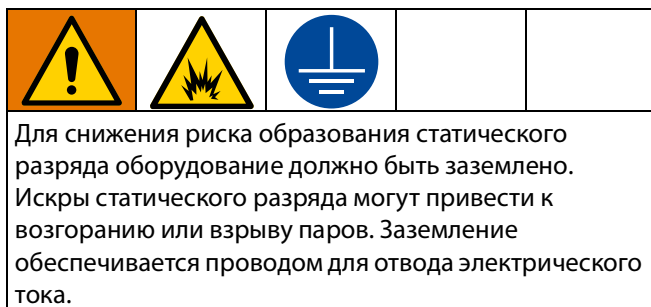 Для снижения риска образования статического
разряда оборудование должно быть заземлено.
Искры статического разряда могут привести к
возгоранию или взрыву паров. Заземление
обеспечивается проводом для отвода электрического
тока.